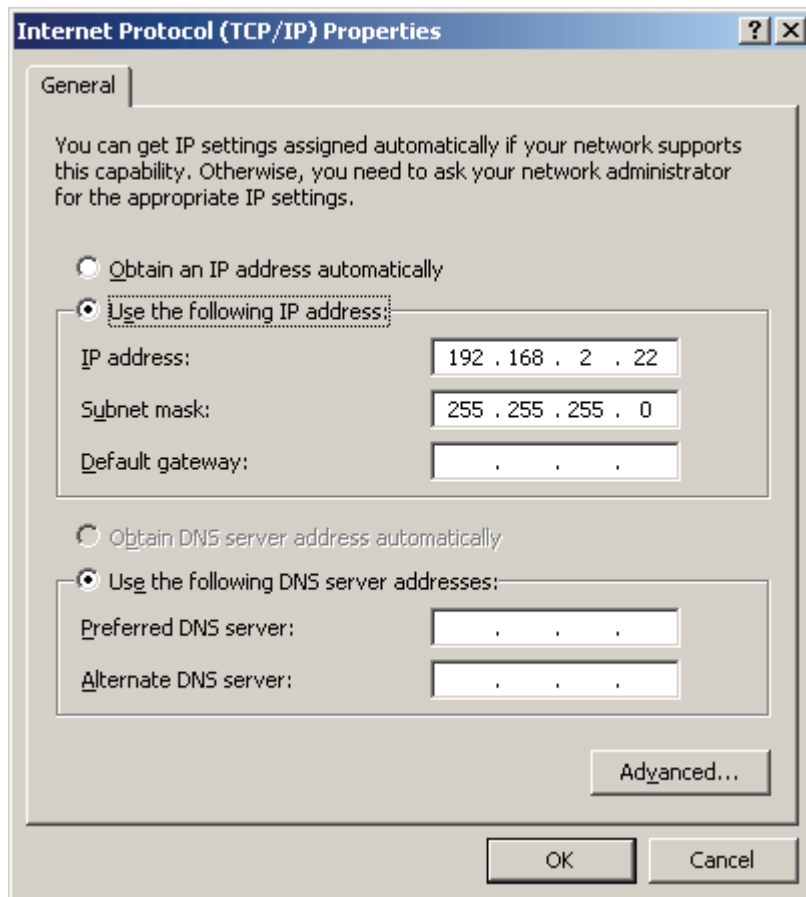 Internet Protocol (TCP/IP) Properties
General
You can get IP settings assigned automatically if your network supports
this capability. Otherwise, you need to ask your network administrator
for the appropriate IP settings.
Obtain an IP address automatically
Use the following IP address:
IP address: 192 . 168 . 2 . 22
Subnet mask: 255 . 255 . 255 . 0
Default gateway: . . .
Obtain DNS server address automatically
Use the following DNS server addresses:
Preferred DNS server: . . .
Alternate DNS server: . . .
Advanced...
OK Cancel